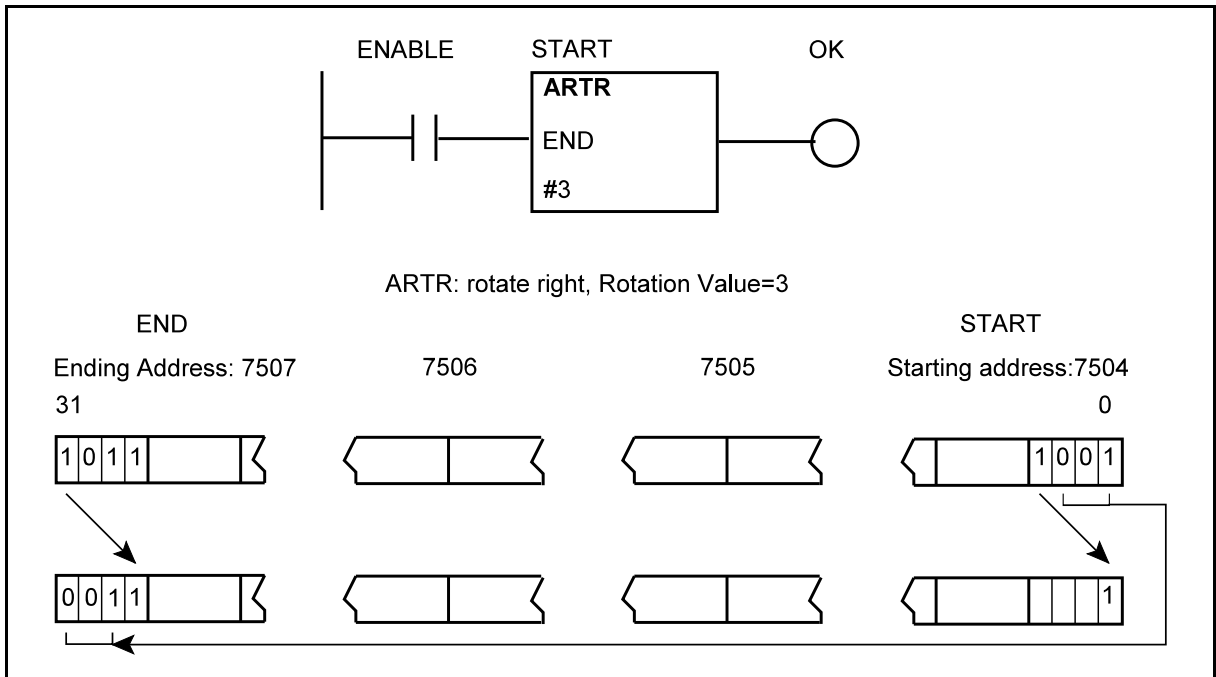 ENABLE START OK
ARTR
END
#3
ARTR: rotate right, Rotation Value=3
END START
Ending Address: 7507 7506 7505 Starting address:7504
31 0
1 0 1 1 1 0 0 1
0 0 1 1 1